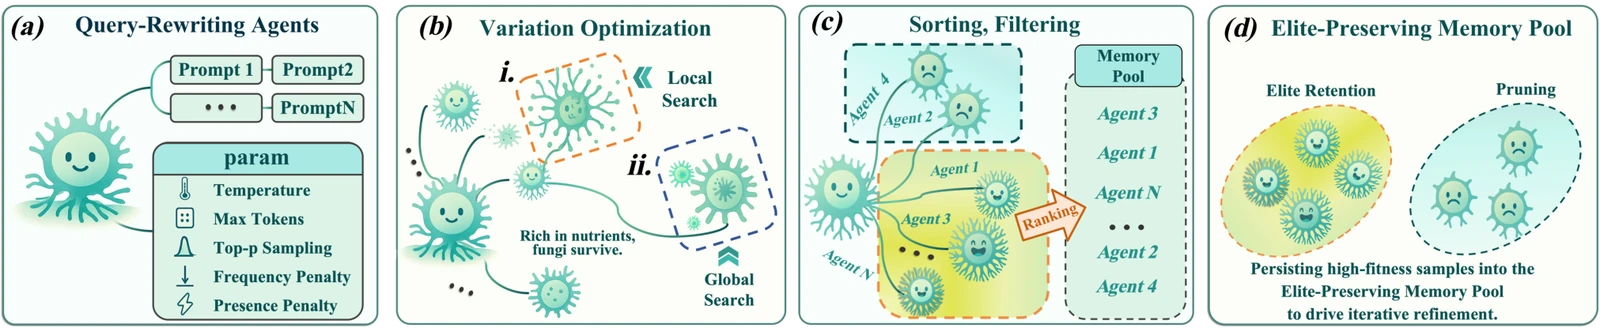 (a) Query-Rewriting Agents
Prompt 1
Prompt2
...
PromptN
param
Temperature
Max Tokens
Top-p Sampling
Frequency Penalty
Presence Penalty
(b) Variation Optimization
i.
Local
Search
ii.
Rich in nutrients,
fungi survive.
...
...
Global
Search
(c) Sorting, Filtering
Agent 4
Agent 2
Agent 1
Agent 3
...
Agent N
Ranking
Memory
Pool
Agent 3
Agent 1
Agent N
...
Agent 2
Agent 4
(d) Elite-Preserving Memory Pool
Elite Retention
Pruning
Persisting high-fitness samples into the
Elite-Preserving Memory Pool
to drive iterative refinement.